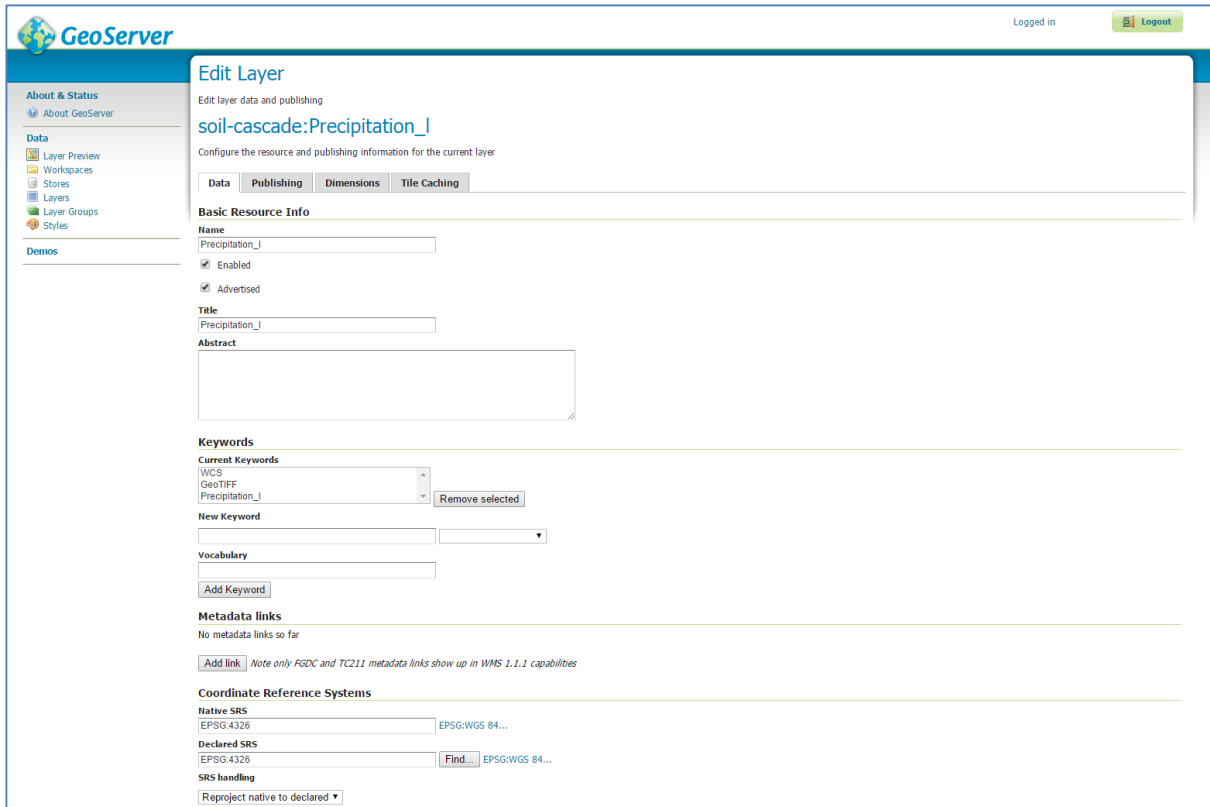 GeoServer
Logged in
Logout
About & Status
About GeoServer
Data
Layer Preview
Workspaces
Stores
Layers
Layer Groups
Styles
Demos
Edit Layer
Edit layer data and publishing
soil-cascade:Precipitation_l
Configure the resource and publishing information for the current layer
Data Publishing Dimensions Tile Caching
Basic Resource Info
Name
Precipitation_l
Enabled
Advertised
Title
Precipitation_l
Abstract
Keywords
Current Keywords
WCS
GeoTIFF
Precipitation_l
Remove selected
New Keyword
Vocabulary
Add Keyword
Metadata links
No metadata links so far
Add link Note only FGDC and TC211 metadata links show up in WMS 1.1.1 capabilities
Coordinate Reference Systems
Native SRS
EPSG:4326 EPSG:WGS 84...
Declared SRS
EPSG:4326 Find... EPSG:WGS 84...
SRS handling
Reproject native to declared